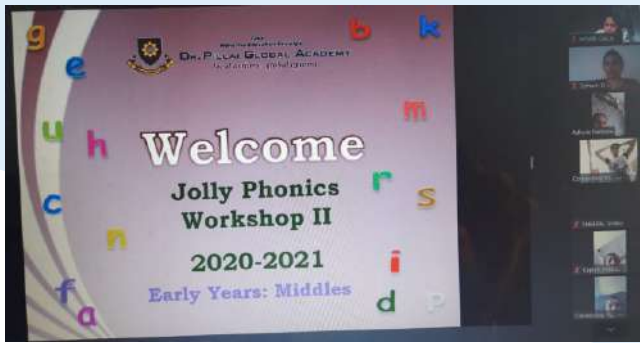 DR. PILLAI GLOBAL ACADEMY
Welcome
Jolly Phonics
Workshop II
2020-2021
Early Years: Middles
g
e
b
k
u
h
m
r
s
c
n
i
f
a
d
p